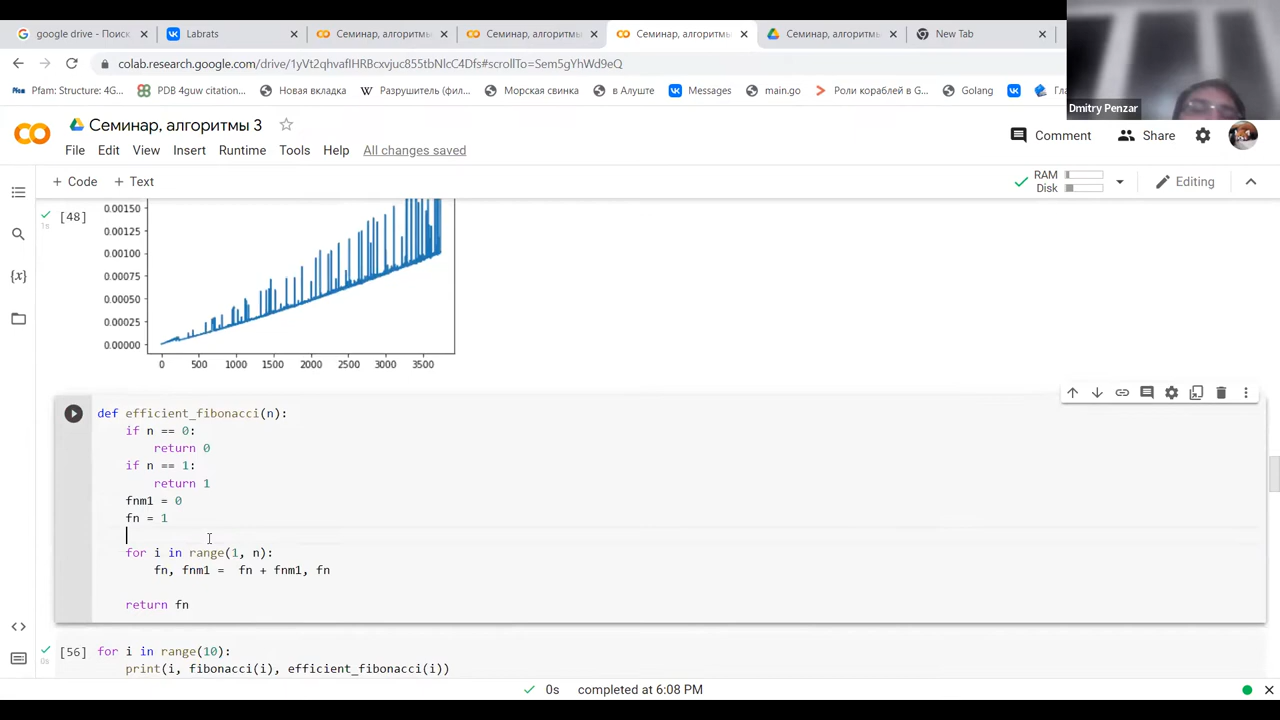 google drive - Поиск
Labrats
Семинар, алгоритмы
Семинар, алгоритмы
Семинар, алгоритмы
Семинар, алгоритмы
New Tab
colab.research.google.com/drive/1yVt2qhvaflHRBcxvjuc855tbNlcC4Dfs#scrollTo=Sem5gYhWd9eQ
Pfam: Structure: 4G...
PDB 4guw citation...
Новая вкладка
Разрушитель (фил...
Морская свинка
в Алуште
Messages
main.go
Роли кораблей в G...
Golang
Dmitry Penzar
Семинар, алгоритмы 3
File Edit View Insert Runtime Tools Help All changes saved
Comment Share
+ Code + Text
RAM
Disk
Editing
[48]
1s
0.00150
0.00125
0.00100
0.00075
0.00050
0.00025
0.00000
0 500 1000 1500 2000 2500 3000 3500
def efficient_fibonacci(n):
if n == 0:
return 0
if n == 1:
return 1
fnm1 = 0
fn = 1
for i in range(1, n):
fn, fnm1 =  fn + fnm1, fn
return fn
[56] for i in range(10):
0s
print(i, fibonacci(i), efficient_fibonacci(i))
0s completed at 6:08 PM